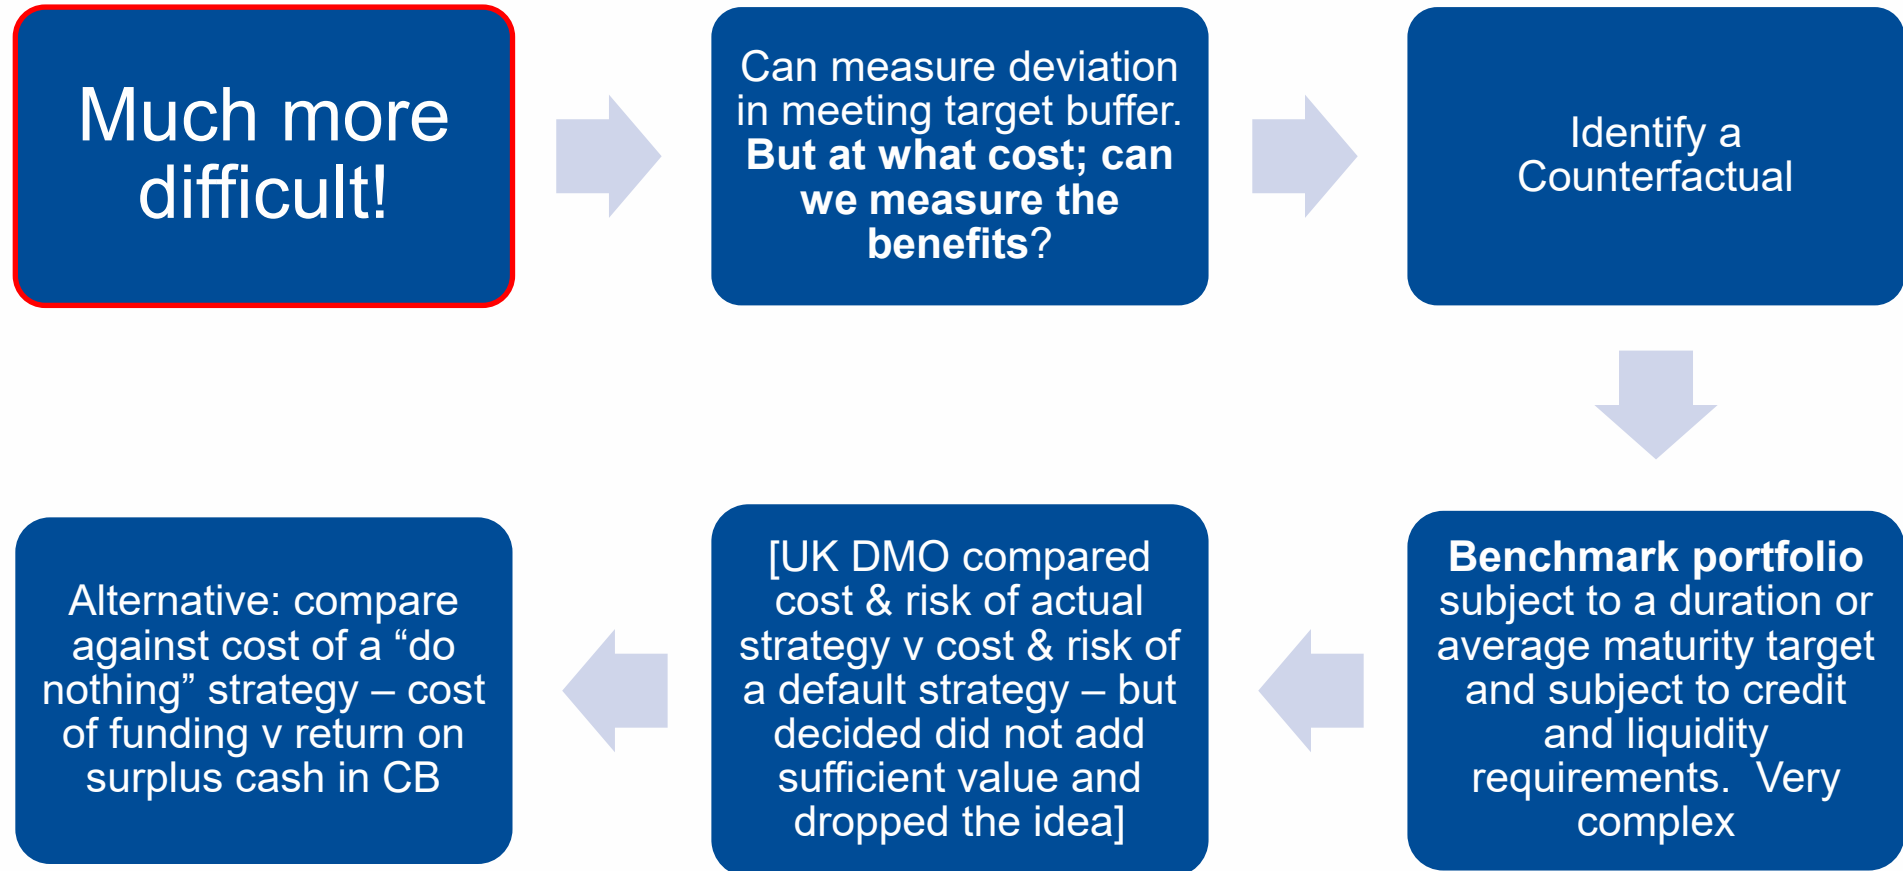 Much more
difficult!
Can measure deviation
in meeting target buffer.
But at what cost; can
we measure the
benefits?
Identify a
Counterfactual
Benchmark portfolio
subject to a duration or
average maturity target
and subject to credit
and liquidity
requirements.  Very
complex
[UK DMO compared
cost & risk of actual
strategy v cost & risk of
a default strategy – but
decided did not add
sufficient value and
dropped the idea]
Alternative: compare
against cost of a “do
nothing” strategy – cost
of funding v return on
surplus cash in CB